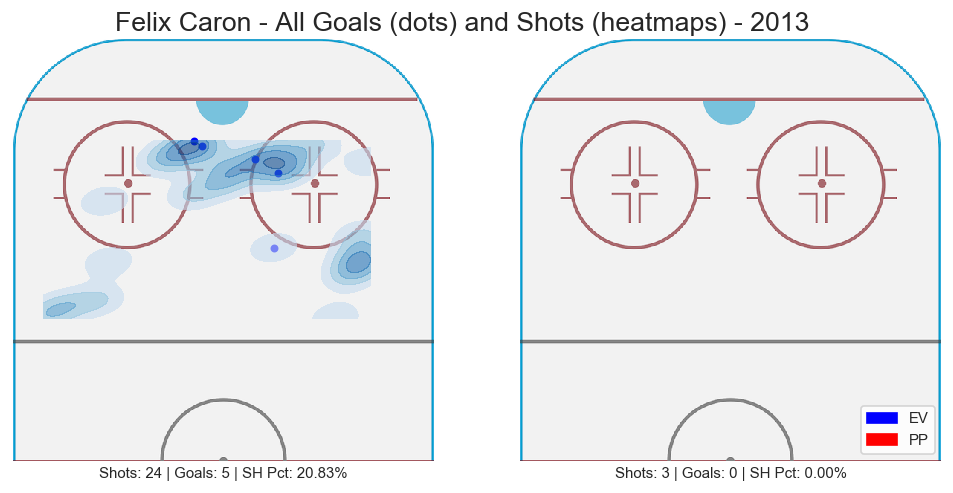 Felix Caron - All Goals (dots) and Shots (heatmaps) - 2013
EV
PP
Shots: 24 | Goals: 5 | SH Pct: 20.83%
Shots: 3 | Goals: 0 | SH Pct: 0.00%